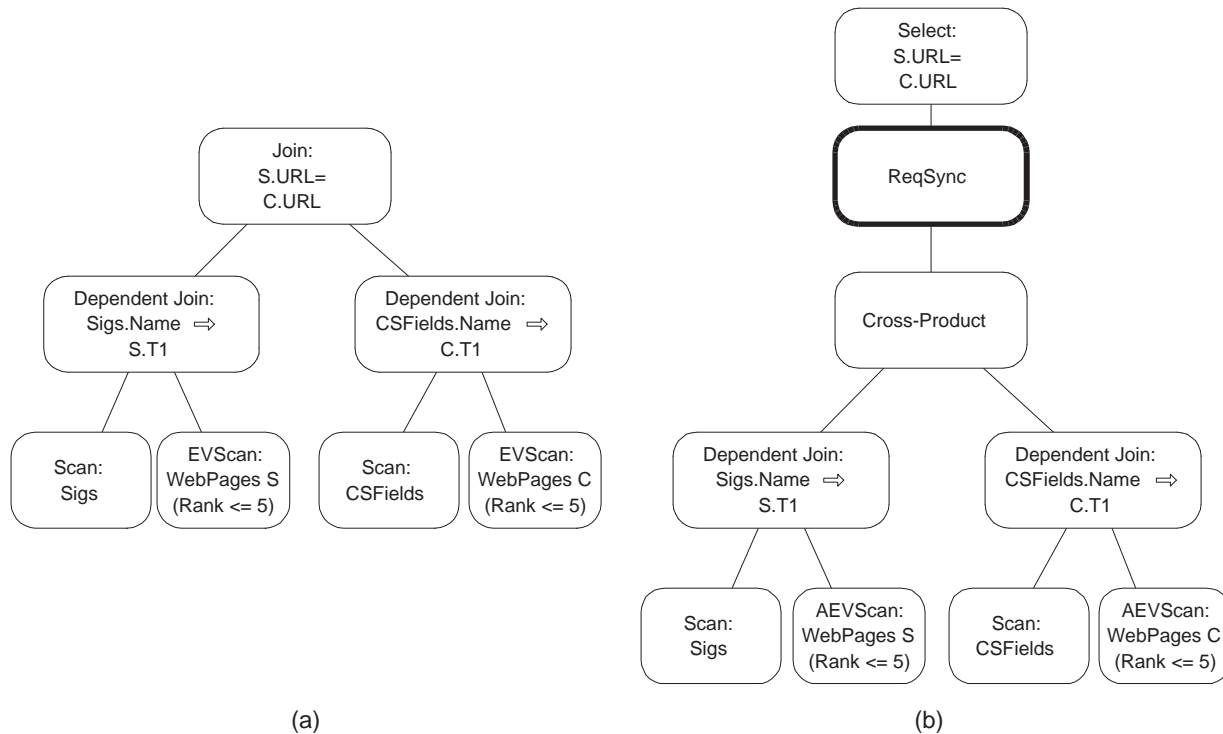 Join:
S.URL=
C.URL
Dependent Join:
Sigs.Name ⇨
S.T1
Dependent Join:
CSFields.Name ⇨
C.T1
Scan:
Sigs
EVScan:
WebPages S
(Rank <= 5)
Scan:
CSFields
EVScan:
WebPages C
(Rank <= 5)
(a)
Select:
S.URL=
C.URL
ReqSync
Cross-Product
Dependent Join:
Sigs.Name ⇨
S.T1
Dependent Join:
CSFields.Name ⇨
C.T1
Scan:
Sigs
AEVScan:
WebPages S
(Rank <= 5)
Scan:
CSFields
AEVScan:
WebPages C
(Rank <= 5)
(b)